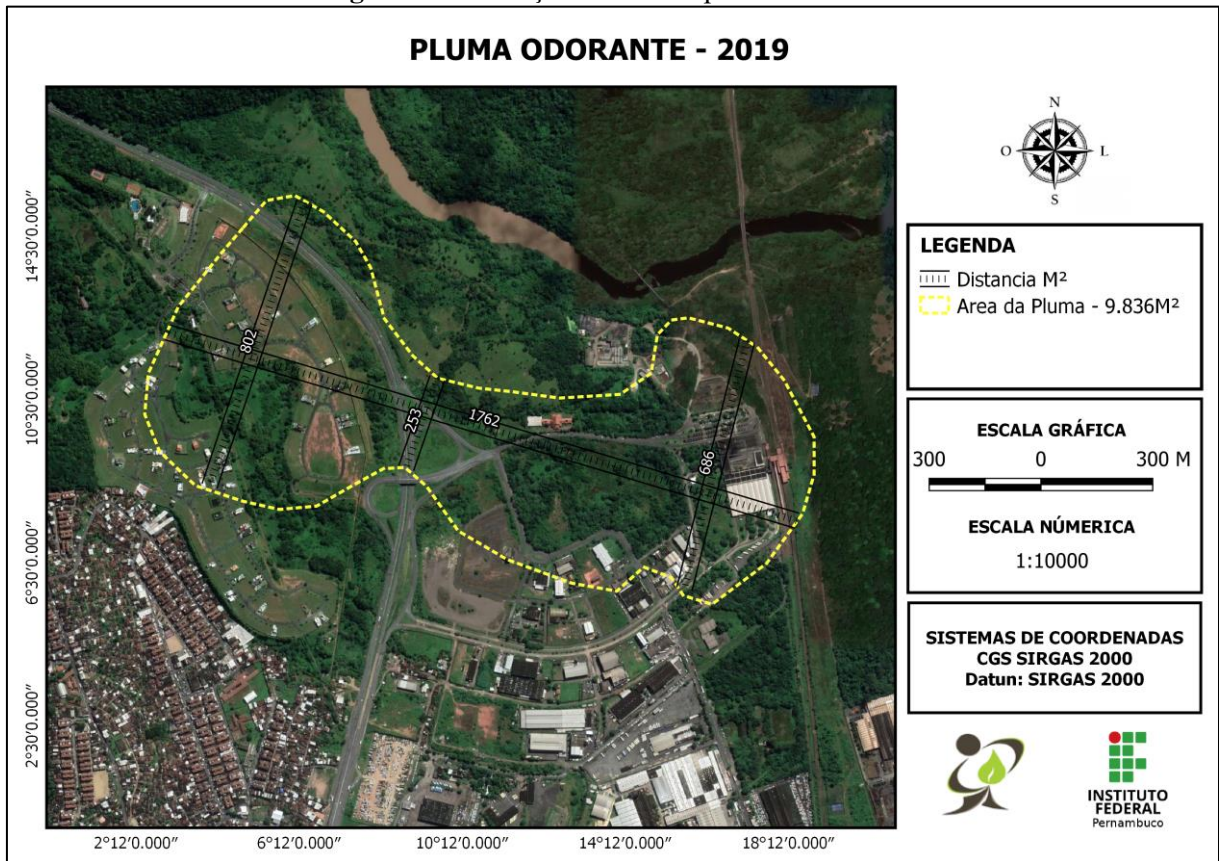 PLUMA ODORANTE - 2019
N
O
L
S
14°30'0.000"
10°30'0.000"
6°30'0.000"
2°30'0.000"
802
253
1762
686
2°12'0.000"
6°12'0.000"
10°12'0.000"
14°12'0.000"
18°12'0.000"
LEGENDA
Distancia M²
Area da Pluma - 9.836M²
ESCALA GRÁFICA
300 0 300 M
ESCALA NÚMERICA
1:10000
SISTEMAS DE COORDENADAS
CGS SIRGAS 2000
Datun: SIRGAS 2000
INSTITUTO
FEDERAL
Pernambuco